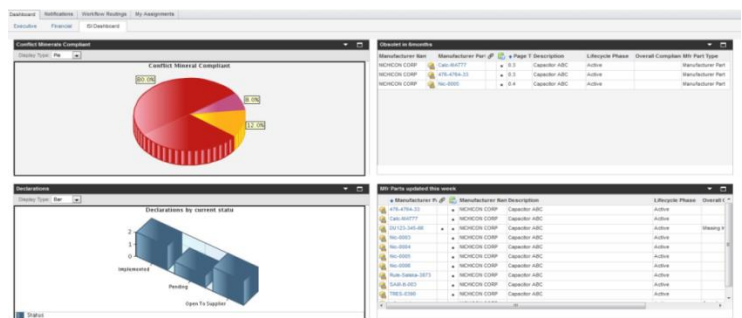 Dashboard Notifications Workflow Routings My Assignments
Executive Financial BI Dashboard
Conflict Minerals Compliant
Display Type Pie
Conflict Mineral Compliant
80.0%
8.0%
12.0%
Obsolet in 6months
Manufacturer Nam Manufacturer Part Page T Description Lifecycle Phase Overall Complian Mfr Part Type
NICHICON CORP Calc-NIAT77 0.3 Capacitor ABC Active Manufacturer Part
NICHICON CORP 476-4764-33 0.3 Capacitor ABC Active Manufacturer Part
NICHICON CORP Nic-0005 0.4 Capacitor ABC Active Manufacturer Part
Declarations
Display Type Bar
Declarations by current statu
2
1
0
Implemented
Pending
Open To Supplier
Status
Mfr Parts updated this week
Manufacturer P Manufacturer Nam Description Lifecycle Phase Overall
476-4764-33 NICHICON CORP Capacitor ABC Active
Calc-NIAT77 NICHICON CORP Capacitor ABC Active
NICHICON CORP Capacitor ABC Active Missing
Nic-0003 NICHICON CORP Capacitor ABC Active
Nic-0004 NICHICON CORP Capacitor ABC Active
Nic-0005 NICHICON CORP Capacitor ABC Active
Nic-0006 NICHICON CORP Capacitor ABC Active
NICHICON CORP Capacitor ABC Active
NICHICON CORP Capacitor ABC Active
TRES-0390 NICHICON CORP Capacitor ABC Active